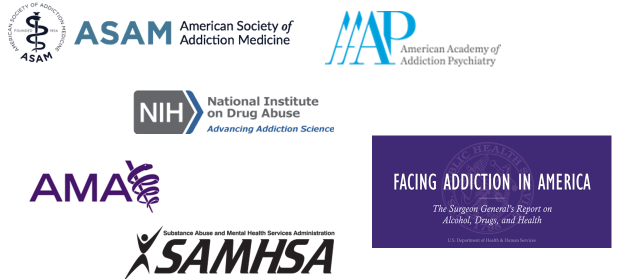 AMERICAN SOCIETY OF ADDICTION MEDICINE
FOUNDED 1954
ASAM
ASAM
American Society of
Addiction Medicine
AAAP
American Academy of
Addiction Psychiatry
NIH
National Institute
on Drug Abuse
Advancing Addiction Science
AMA
FACING ADDICTION IN AMERICA
The Surgeon General's Report on
Alcohol, Drugs, and Health
U.S. Department of Health & Human Services
Substance Abuse and Mental Health Services Administration
SAMHSA